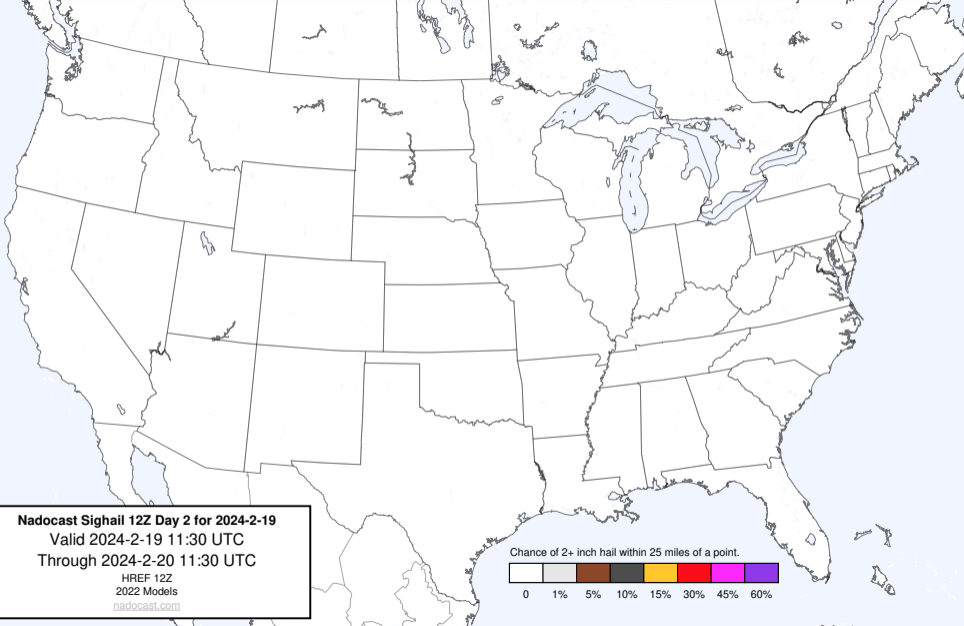 Nadocast Sighail 12Z Day 2 for 2024-2-19
Valid 2024-2-19 11:30 UTC
Through 2024-2-20 11:30 UTC
HREF 12Z
2022 Models
nadocast.com
Chance of 2+ inch hail within 25 miles of a point.
0 1% 5% 10% 15% 30% 45% 60%